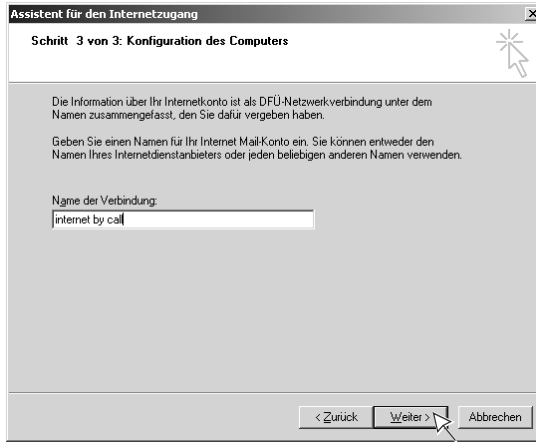 Assistent für den Internetzugang
Schritt 3 von 3: Konfiguration des Computers
Die Information über Ihr Internetkonto ist als DFÜ-Netzwerkverbindung unter dem
Namen zusammengefasst, den Sie dafür vergeben haben.
Geben Sie einen Namen für Ihr Internet Mail-Konto ein. Sie können entweder den
Namen Ihres Internetdienstanbieters oder jeden beliebigen anderen Namen verwenden.
Name der Verbindung:
internet by call
< Zurück Weiter > Abbrechen